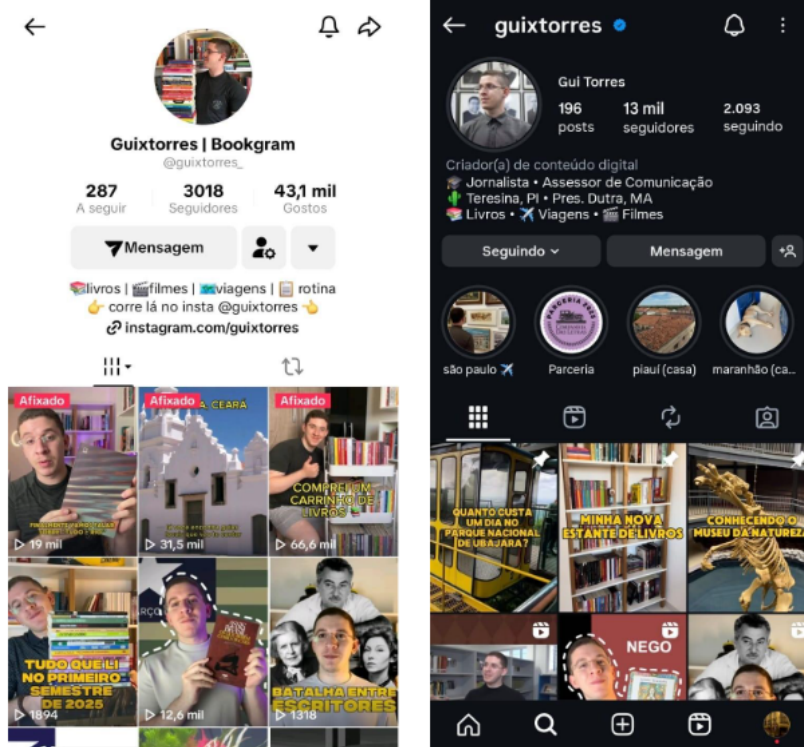 Guixtorres | Bookgram
@guixtorres_
287 3018 43,1 mil
A seguir Seguidores Gostos
Mensagem
📚livros | 🎬filmes | 🗺️viagens | 📋 rotina
👉 corre lá no insta @guixtorres 👈
instagram.com/guixtorres
Afixado
19 mil
Afixado
A, CEARÁ
31,5 mil
Afixado
COMPREI UM
CARRINHO DE
LIVROS
66,6 mil
TUDO QUE LI
NO PRIMEIRO
SEMESTRE
DE 2025
1894
ARÇO
12,6 mil
BATALHA ENTRE
ESCRITORES
1318
guixtorres
Gui Torres
196 13 mil 2.093
posts seguidores seguindo
Criador(a) de conteúdo digital
🎓 Jornalista • Assessor de Comunicação
🌵 Teresina, PI • Pres. Dutra, MA
📚 Livros • ✈️ Viagens • 🎬 Filmes
Seguindo Mensagem
PARCERIA 2025
são paulo ✈️ Parceria piauí (casa) maranhão (ca...
QUANTO CUSTA
UM DIA NO
PARQUE NACIONAL
DE UBAJARA?
MINHA NOVA
ESTANTE DE LIVROS
CONHECENDO O
MUSEU DA NATUREZA
NEGO